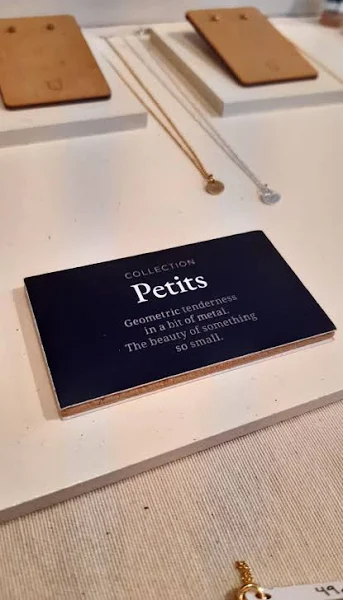 COLLECTION
Petits
Geometric tenderness
in a bit of metal.
The beauty of something
so small.